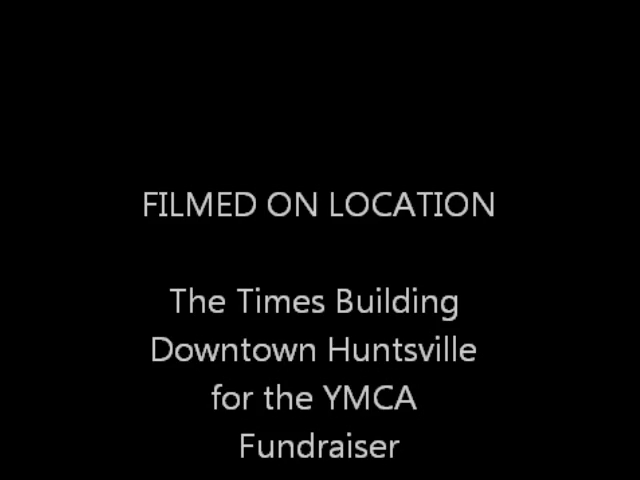 FILMED ON LOCATION
The Times Building
Downtown Huntsville
for the YMCA
Fundraiser